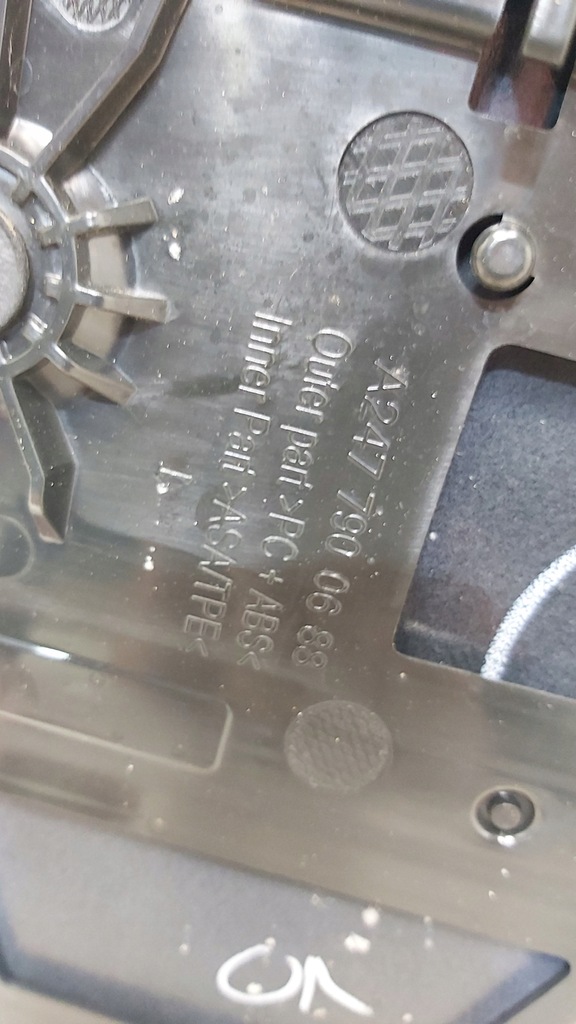 A247 790 06 88
Outer part >PC + ABS<
Inner Part >ASA/TPE<
1